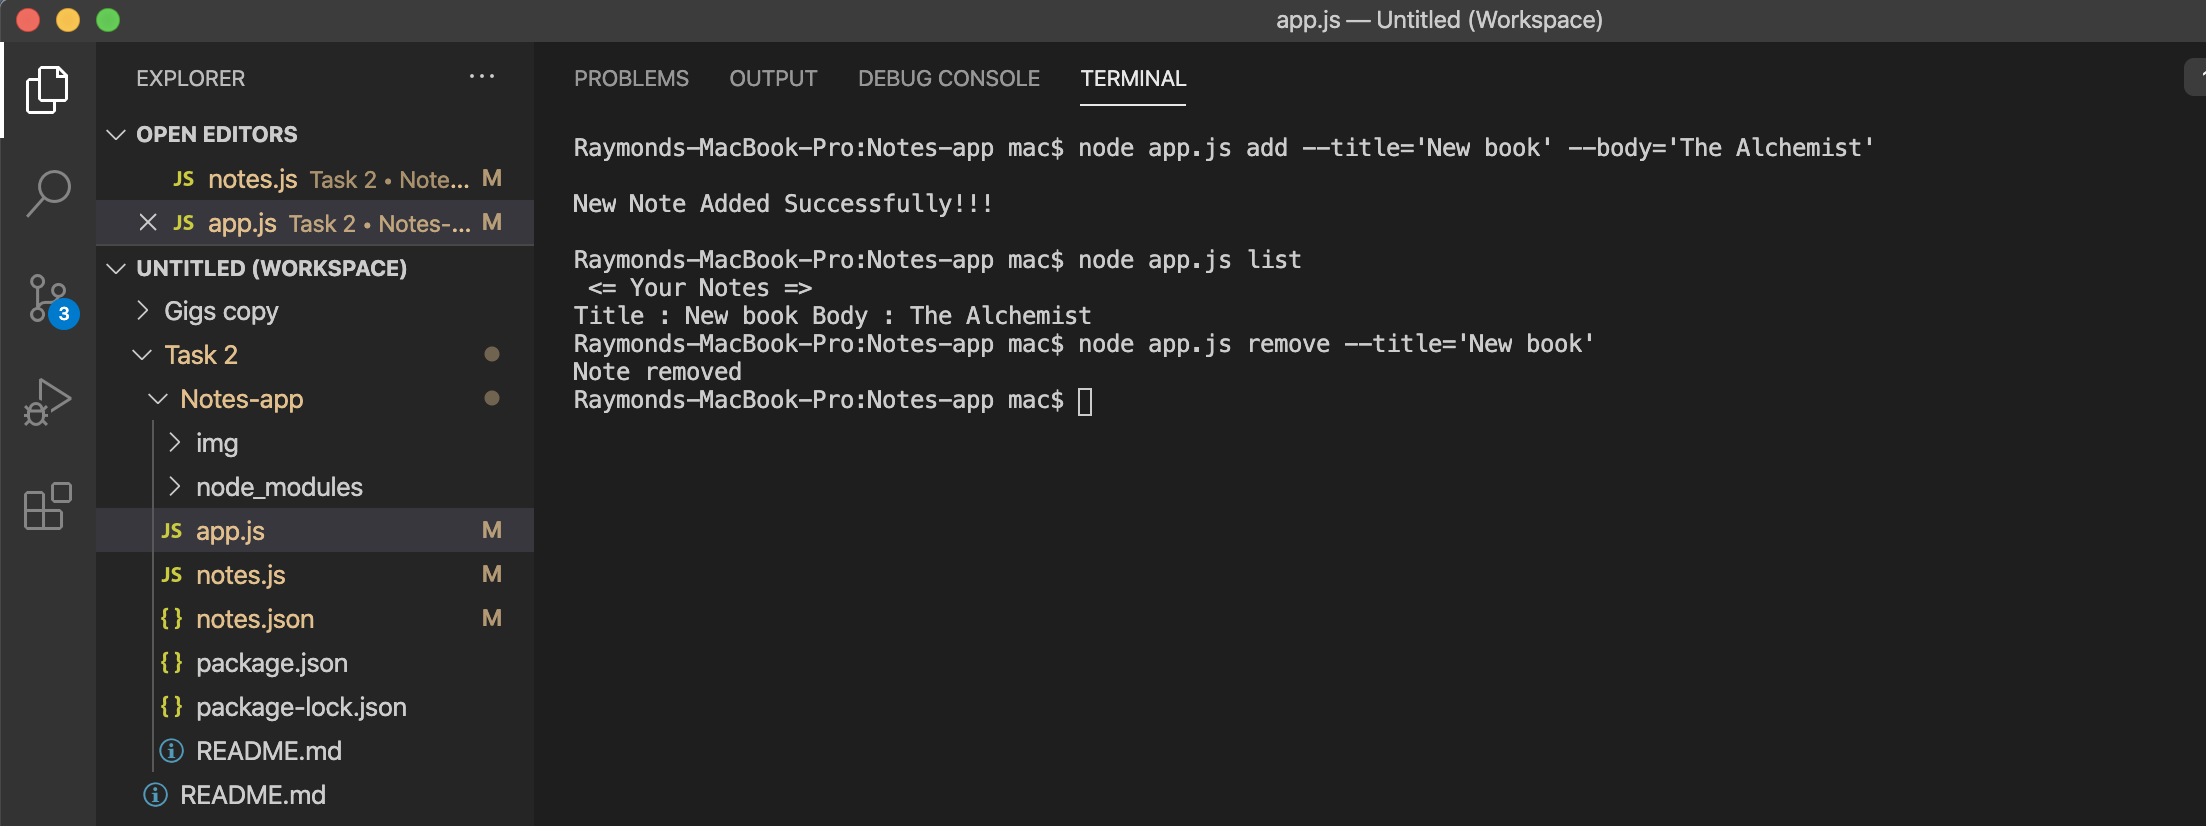 app.js — Untitled (Workspace)
EXPLORER
OPEN EDITORS
JS notes.js Task 2 • Note... M
JS app.js Task 2 • Notes-... M
UNTITLED (WORKSPACE)
Gigs copy
Task 2
Notes-app
img
node_modules
JS app.js M
JS notes.js M
{} notes.json M
{} package.json
{} package-lock.json
README.md
README.md
3
PROBLEMS OUTPUT DEBUG CONSOLE TERMINAL
Raymonds-MacBook-Pro:Notes-app mac$ node app.js add --title='New book' --body='The Alchemist'
New Note Added Successfully!!!
Raymonds-MacBook-Pro:Notes-app mac$ node app.js list
<= Your Notes =>
Title : New book Body : The Alchemist
Raymonds-MacBook-Pro:Notes-app mac$ node app.js remove --title='New book'
Note removed
Raymonds-MacBook-Pro:Notes-app mac$